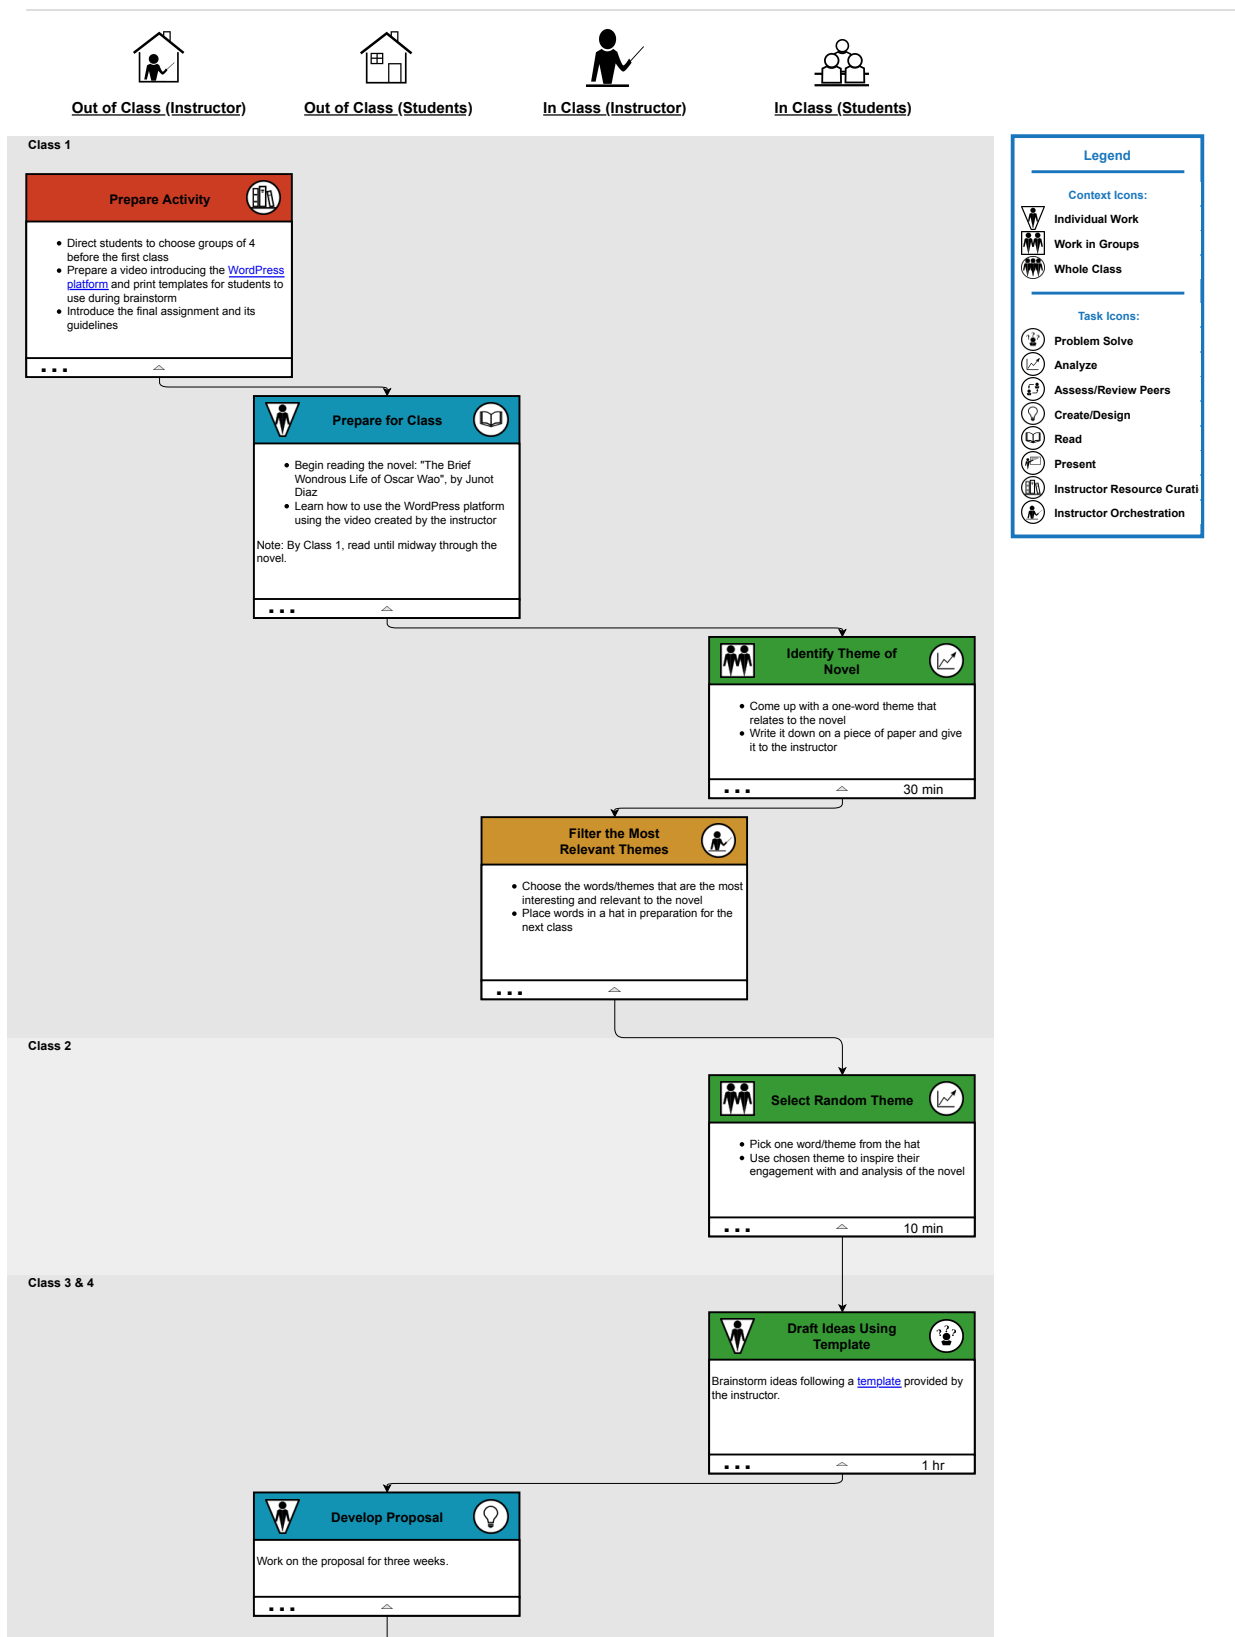 Out of Class (Instructor)
Out of Class (Students)
In Class (Instructor)
In Class (Students)
Class 1
Prepare Activity
Direct students to choose groups of 4
before the first class
Prepare a video introducing the WordPress
platform and print templates for students to
use during brainstorm
Introduce the final assignment and its
guidelines
Prepare for Class
Begin reading the novel: "The Brief
Wondrous Life of Oscar Wao", by Junot
Diaz
Learn how to use the WordPress platform
using the video created by the instructor
Note: By Class 1, read until midway through the
novel.
Identify Theme of
Novel
Come up with a one-word theme that
relates to the novel
Write it down on a piece of paper and give
it to the instructor
30 min
Filter the Most
Relevant Themes
Choose the words/themes that are the most
interesting and relevant to the novel
Place words in a hat in preparation for the
next class
Class 2
Select Random Theme
Pick one word/theme from the hat
Use chosen theme to inspire their
engagement with and analysis of the novel
10 min
Class 3 & 4
Draft Ideas Using
Template
Brainstorm ideas following a template provided by
the instructor.
1 hr
Develop Proposal
Work on the proposal for three weeks.
Legend
Context Icons:
Individual Work
Work in Groups
Whole Class
Task Icons:
Problem Solve
Analyze
Assess/Review Peers
Create/Design
Read
Present
Instructor Resource Curati
Instructor Orchestration